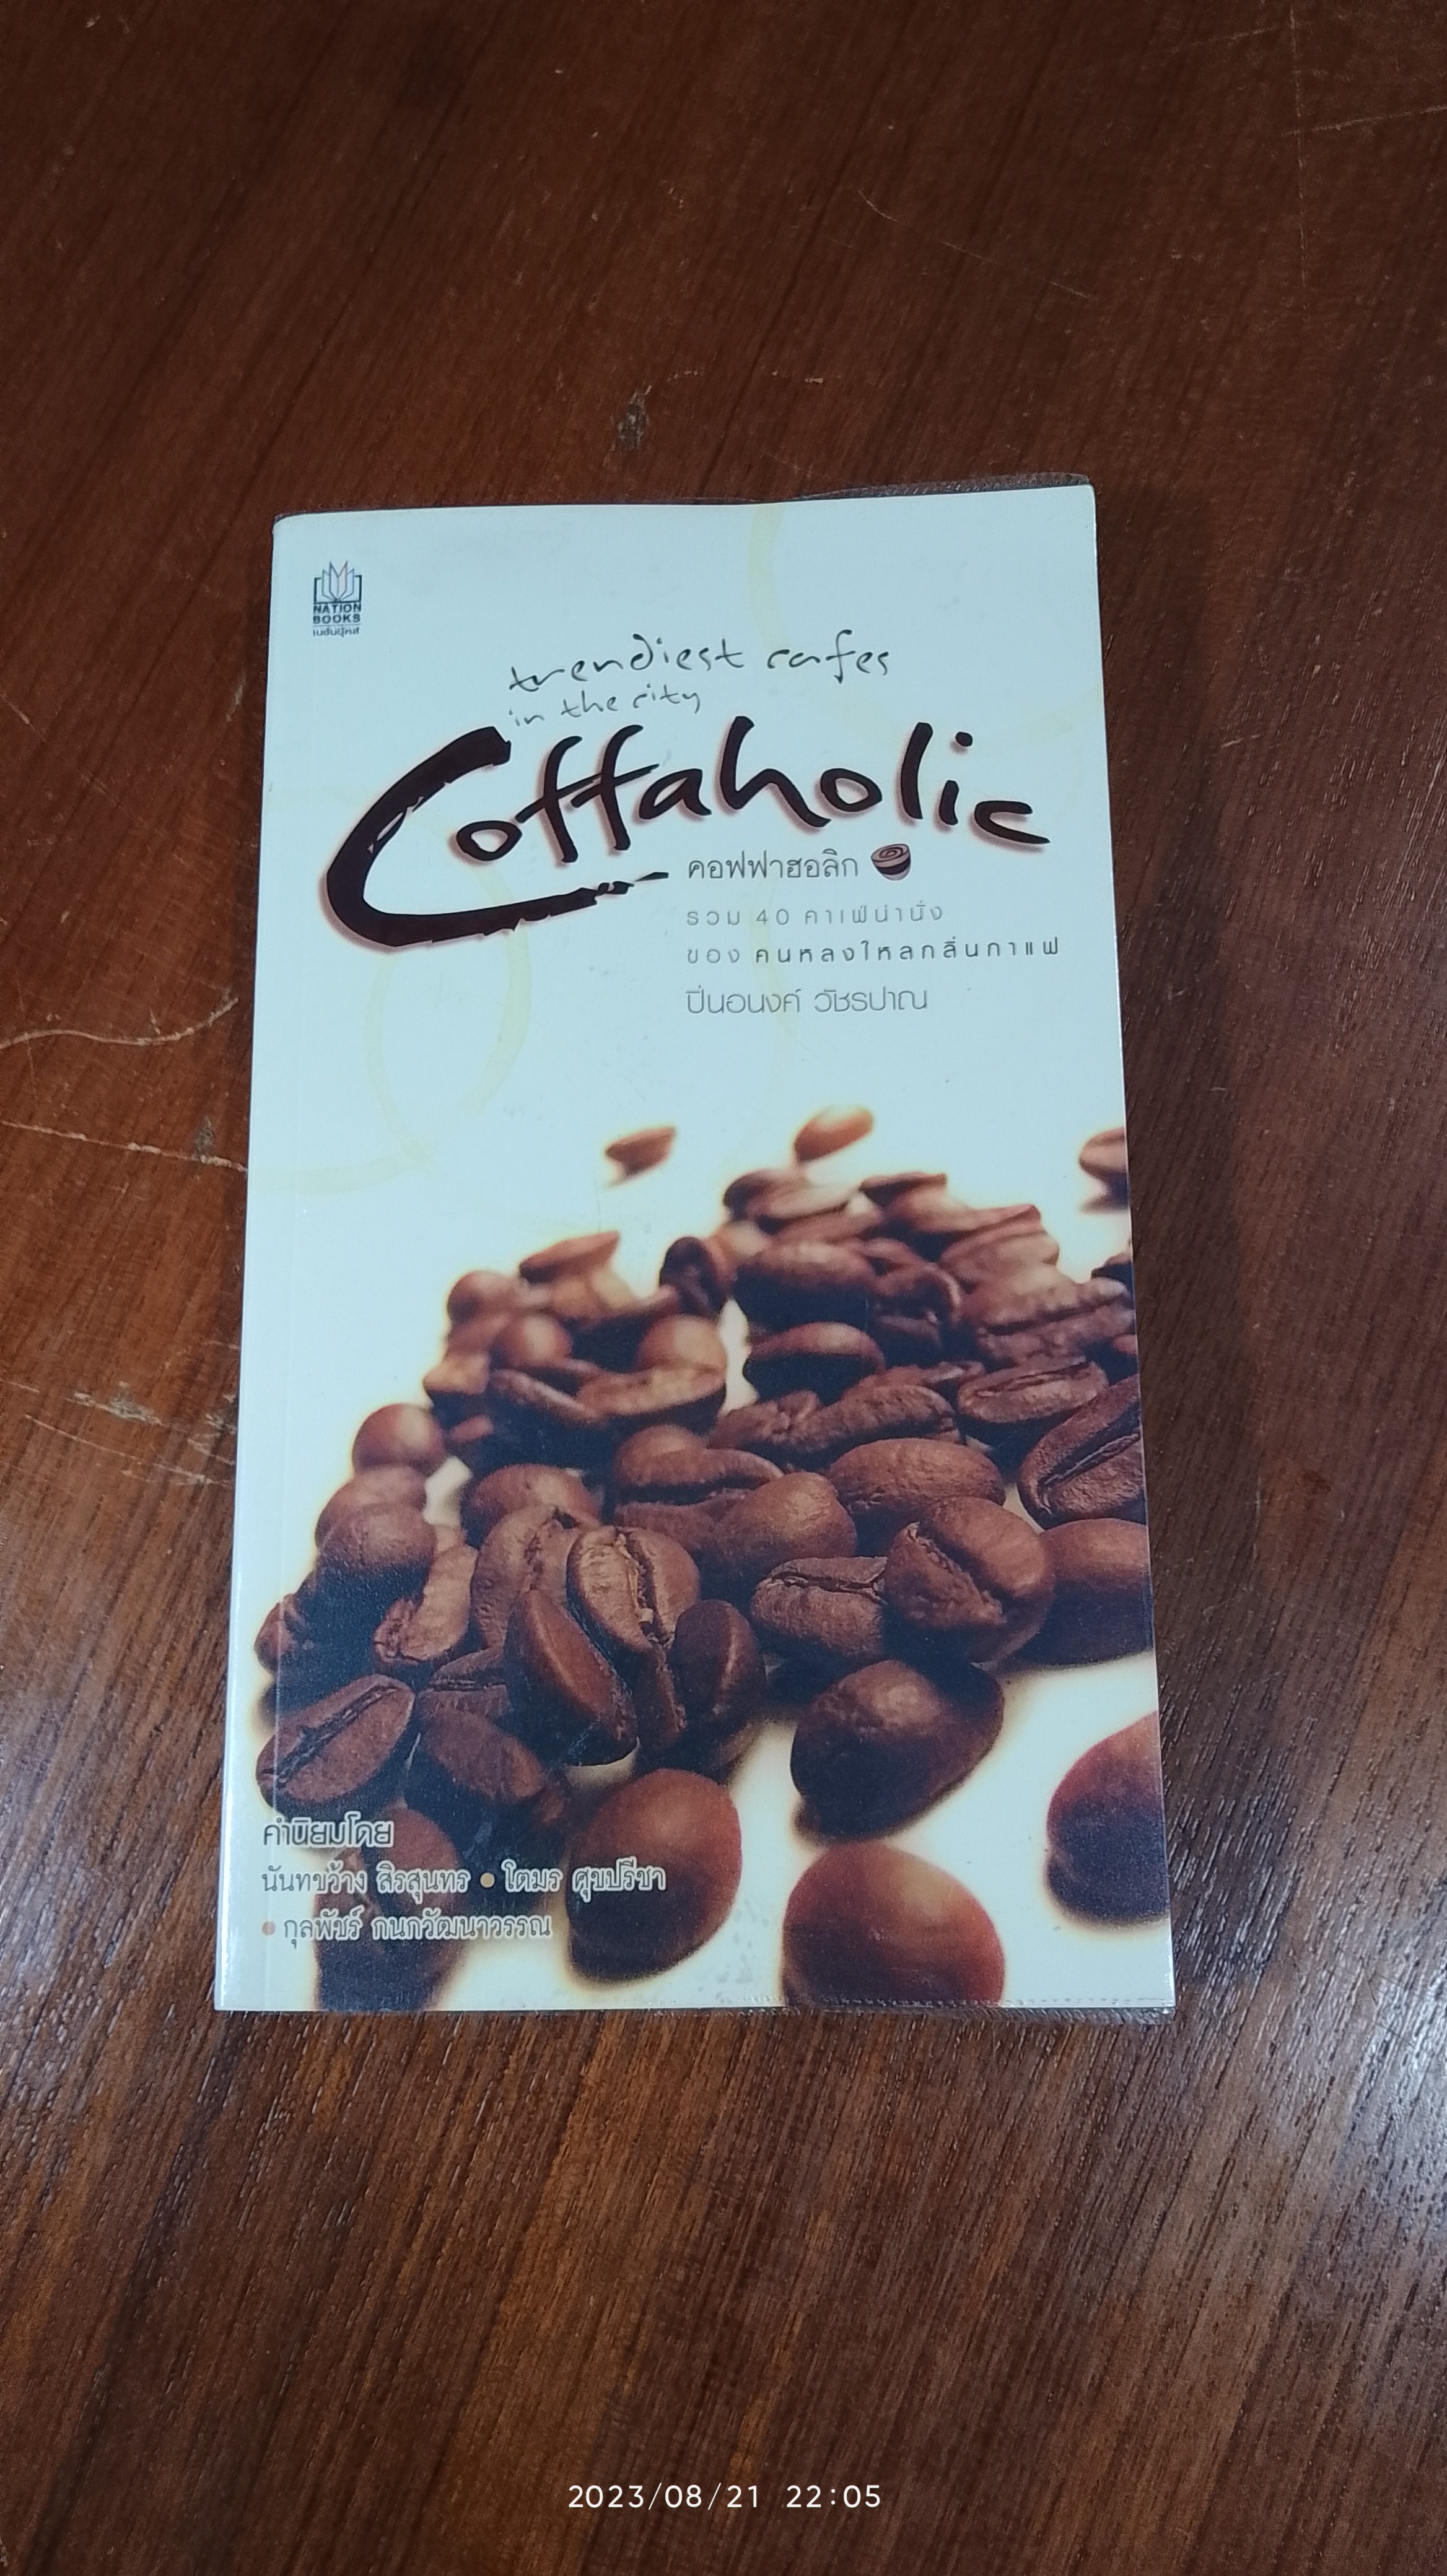 NATION
BOOKS
เนชั่นบุ๊คส์
trendiest cafes
in the city
Coffaholic
คอฟฟาฮอลิก
รวม 40 คาเฟ่น่านั่ง
ของ คนหลงใหลกลิ่นกาแฟ
ปิ่นอนงค์ วัชรปาณ
คำนิยมโดย
นันทขว้าง สิรสุนทร • โตมร ศุขปรีชา
• กุลพัชร์ กนกวัฒนาวรรณ
2023/08/21 22:05